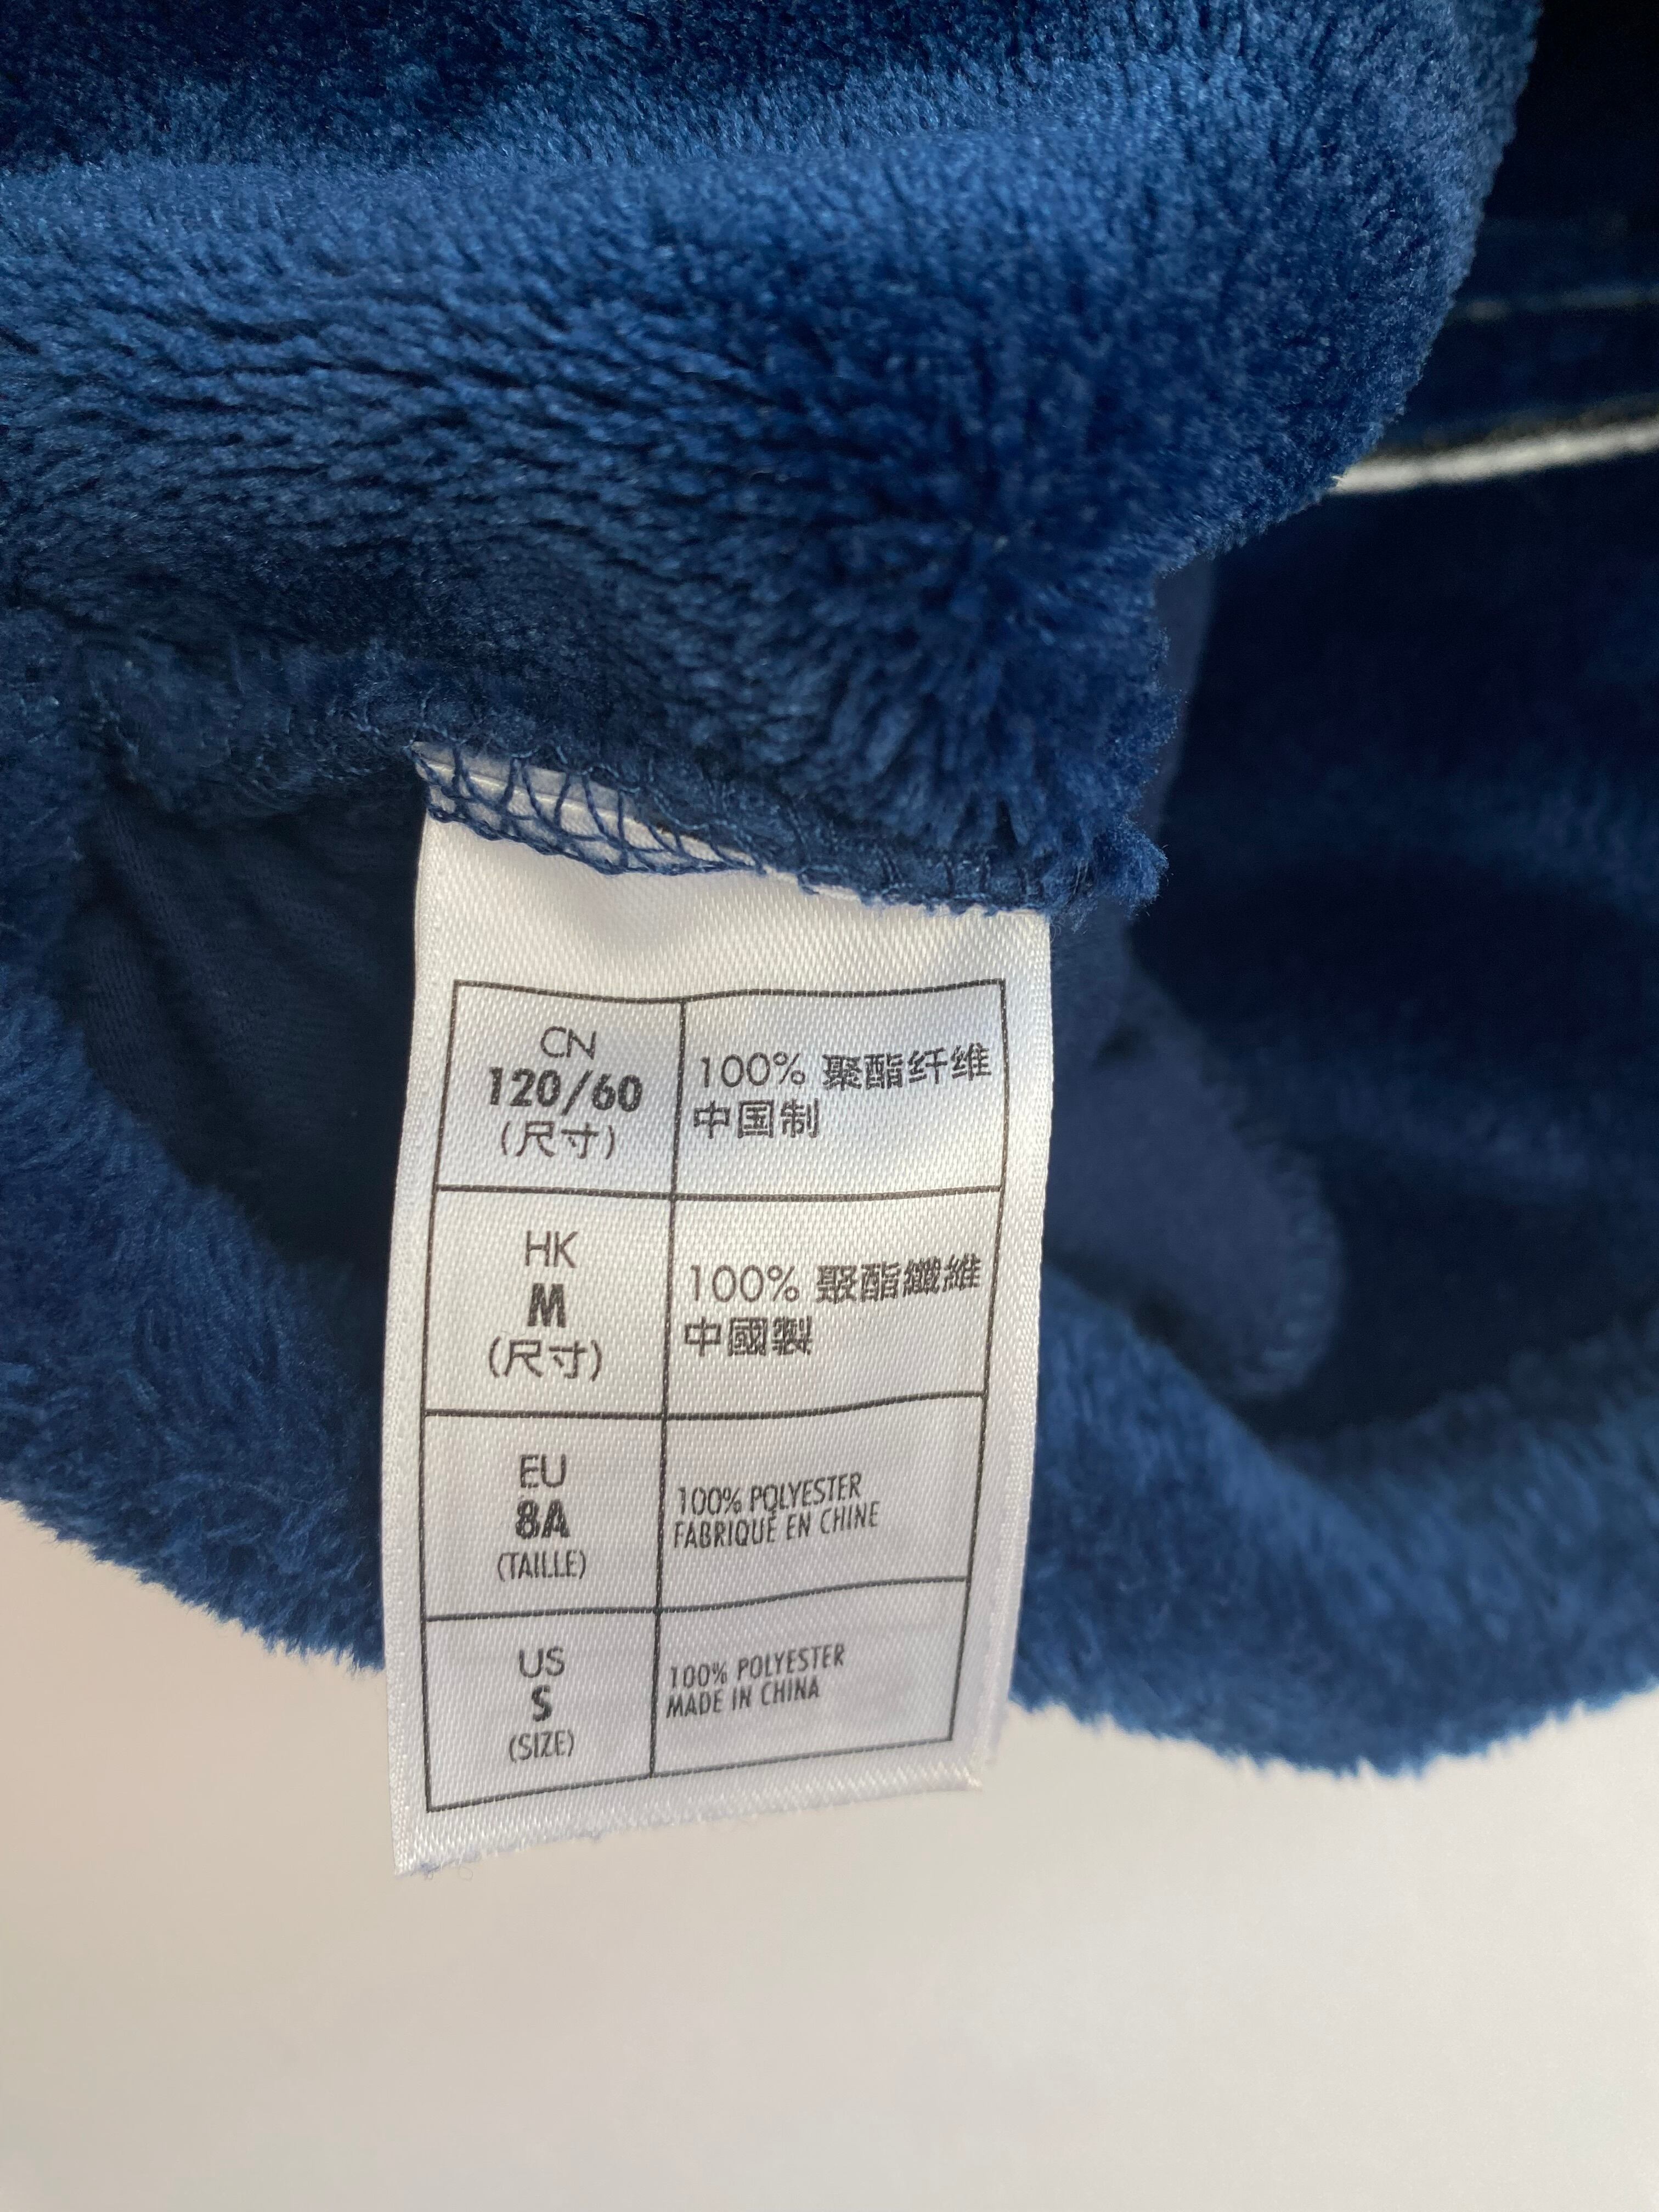 CN
120/60
(尺寸)
100% 聚酯纤维
中国制
HK
M
(尺寸)
100% 聚酯纖維
中國製
EU
8A
(TAILLE)
100% POLYESTER
FABRIQUÉ EN CHINE
US
S
(SIZE)
100% POLYESTER
MADE IN CHINA